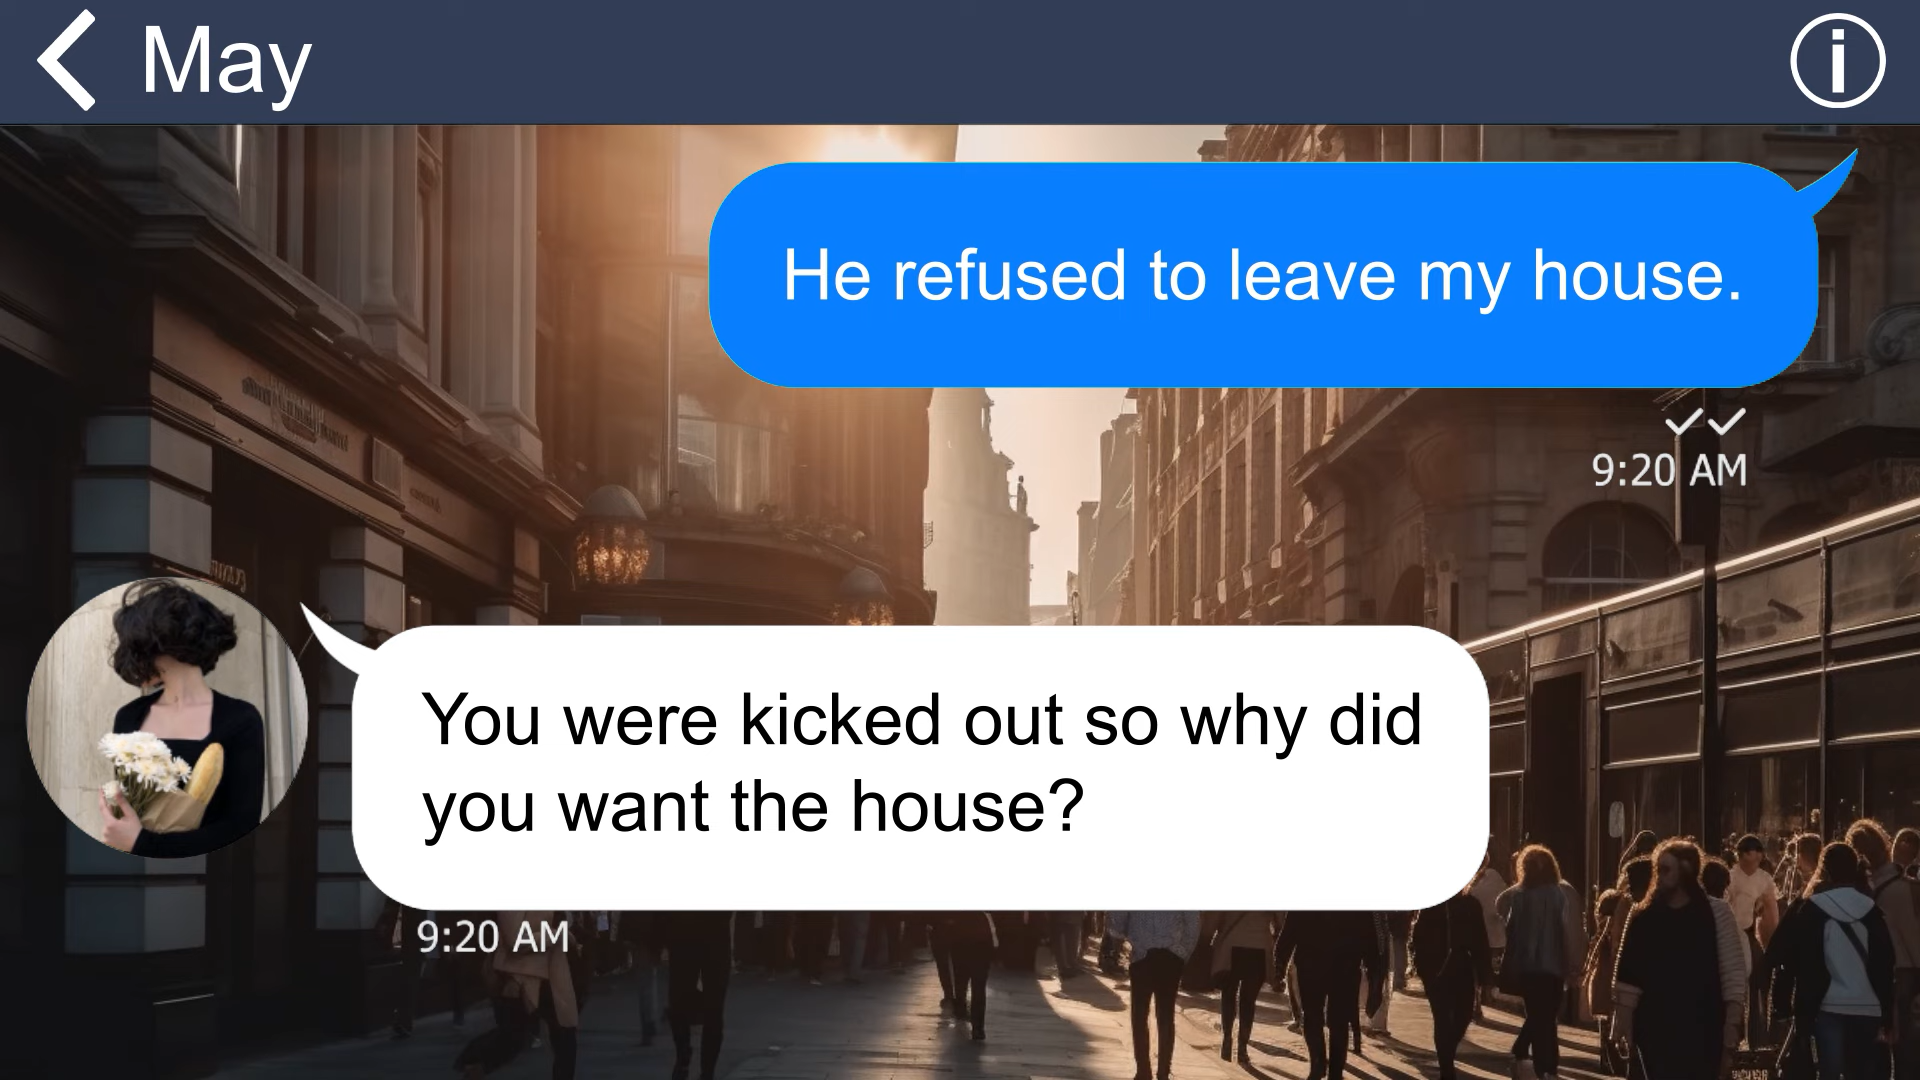 May
He refused to leave my house.
9:20 AM
You were kicked out so why did
you want the house?
9:20 AM